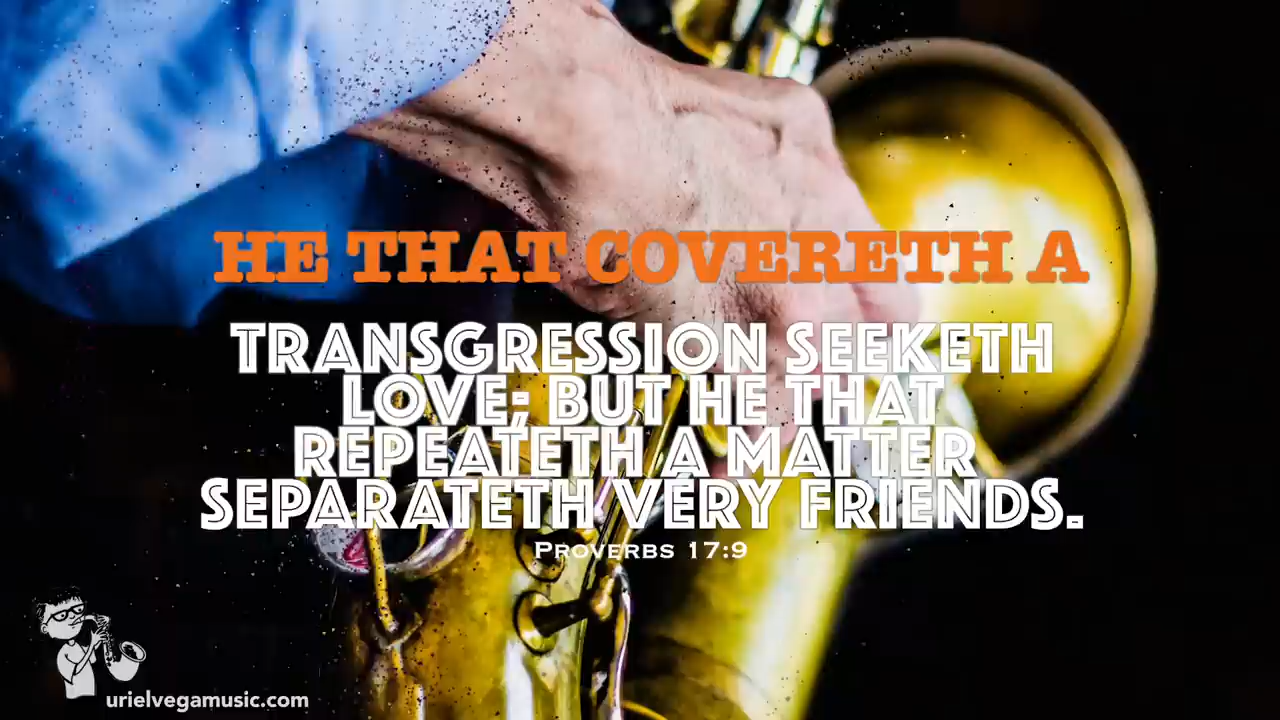 HE THAT COVERETH A
TRANSGRESSION SEEKETH
LOVE; BUT HE THAT
REPEATETH A MATTER
SEPARATETH VERY FRIENDS.
PROVERBS 17:9
urielvegamusic.com